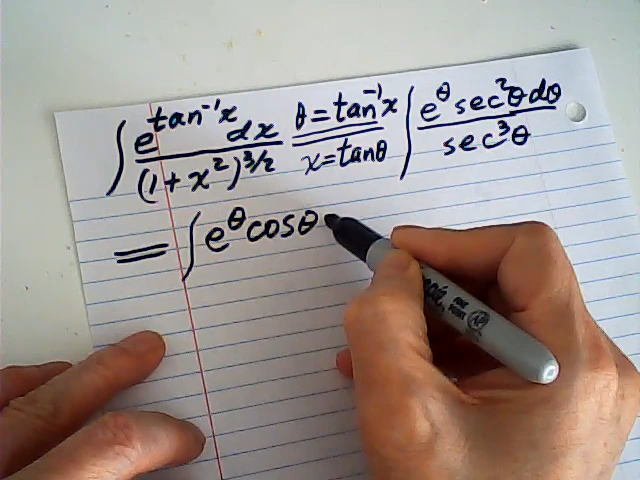 ∫ e^(tan⁻¹x) dx / (1+x²)^(3/2) = θ=tan⁻¹x x=tanθ ∫ e^θ sec²θ dθ / sec³θ
= ∫ e^θ cosθ